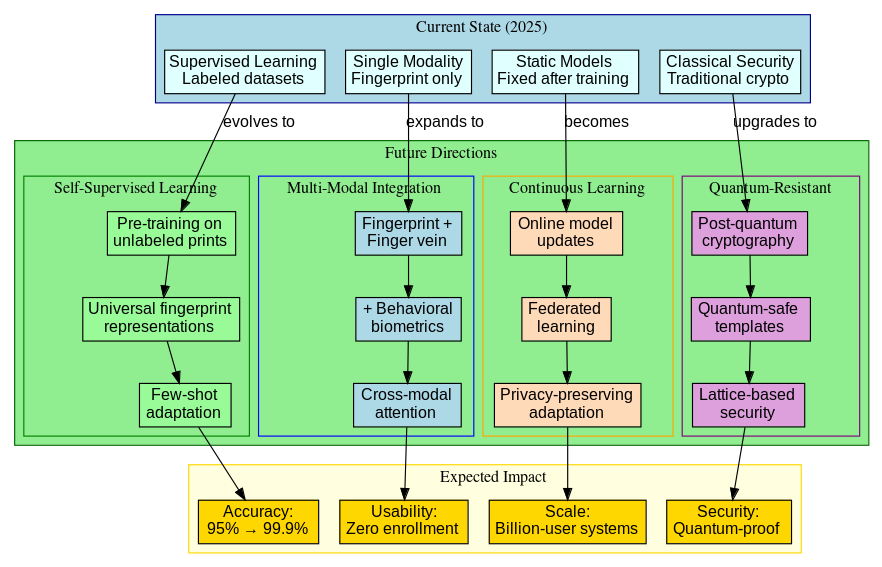 Current State (2025)
Supervised Learning
Labeled datasets
Single Modality
Fingerprint only
Static Models
Fixed after training
Classical Security
Traditional crypto
evolves to
expands to
becomes
upgrades to
Future Directions
Self-Supervised Learning
Pre-training on
unlabeled prints
Universal fingerprint
representations
Few-shot
adaptation
Multi-Modal Integration
Fingerprint +
Finger vein
+ Behavioral
biometrics
Cross-modal
attention
Continuous Learning
Online model
updates
Federated
learning
Privacy-preserving
adaptation
Quantum-Resistant
Post-quantum
cryptography
Quantum-safe
templates
Lattice-based
security
Expected Impact
Accuracy:
95% → 99.9%
Usability:
Zero enrollment
Scale:
Billion-user systems
Security:
Quantum-proof